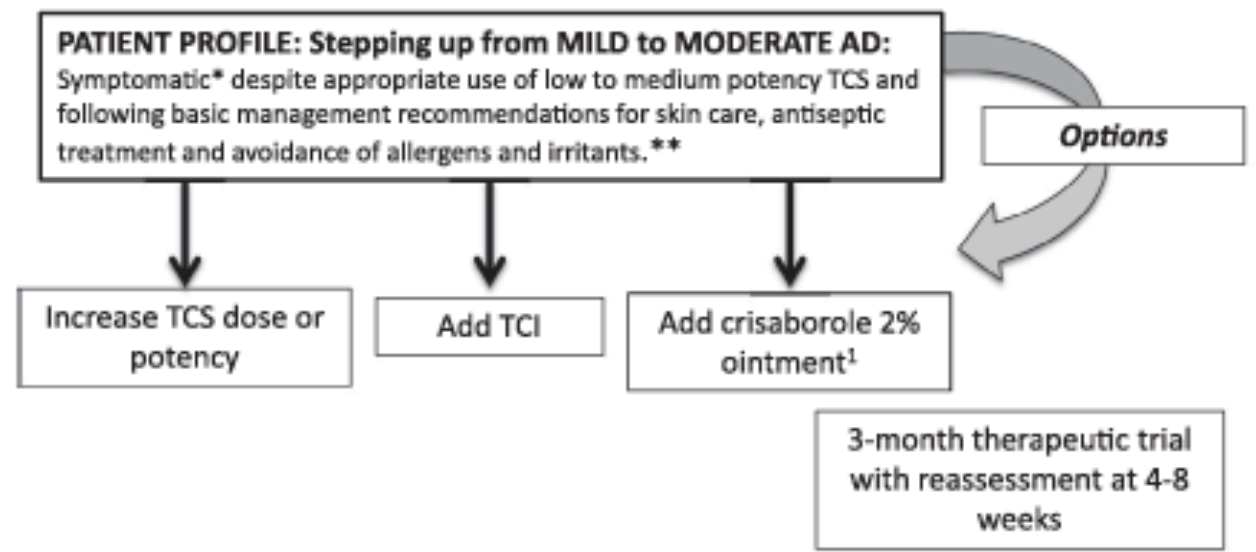 PATIENT PROFILE: Stepping up from MILD to MODERATE AD:
Symptomatic* despite appropriate use of low to medium potency TCS and
following basic management recommendations for skin care, antiseptic
treatment and avoidance of allergens and irritants.**
Options
Increase TCS dose or
potency
Add TCI
Add crisaborole 2%
ointment¹
3-month therapeutic trial
with reassessment at 4-8
weeks